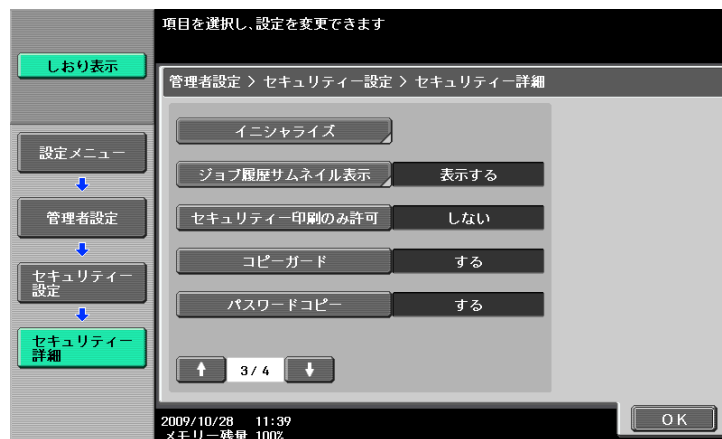 項目を選択し、設定を変更できます
しおり表示
管理者設定 > セキュリティー設定 > セキュリティー詳細
設定メニュー
管理者設定
セキュリティー
設定
セキュリティー
詳細
イニシャライズ
ジョブ履歴サムネイル表示 表示する
セキュリティー印刷のみ許可 しない
コピーガード する
パスワードコピー する
3/4
2009/10/28 11:39
メモリー残量 100%
OK